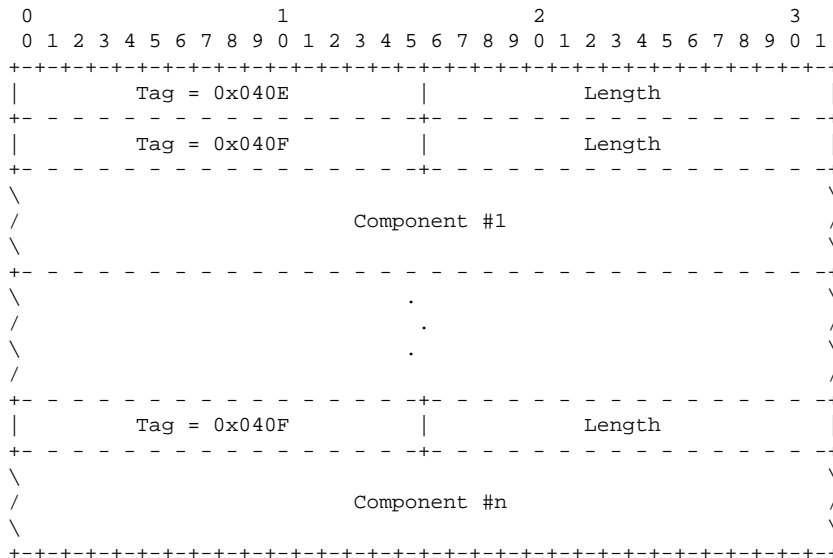 0                   1                   2                   3
 0 1 2 3 4 5 6 7 8 9 0 1 2 3 4 5 6 7 8 9 0 1 2 3 4 5 6 7 8 9 0 1
+-+-+-+-+-+-+-+-+-+-+-+-+-+-+-+-+-+-+-+-+-+-+-+-+-+-+-+-+-+-+-+-+
|        Tag = 0x040E           |            Length             |
+- - - - - - - - - - - - - - - -+- - - - - - - - - - - - - - - -+
|        Tag = 0x040F           |            Length             |
+- - - - - - - - - - - - - - - -+- - - - - - - - - - - - - - - -+
\                                                               \
/                          Component #1                         /
\                                                               \
+- - - - - - - - - - - - - - - - - - - - - - - - - - - - - - - -+
\                              .                                \
/                               .                               /
\                              .                                \
/                                                               /
+- - - - - - - - - - - - - - - -+- - - - - - - - - - - - - - - -+
|        Tag = 0x040F           |            Length             |
+- - - - - - - - - - - - - - - -+- - - - - - - - - - - - - - - -+
\                                                               \
/                          Component #n                         /
\                                                               \
+-+-+-+-+-+-+-+-+-+-+-+-+-+-+-+-+-+-+-+-+-+-+-+-+-+-+-+-+-+-+-+-+